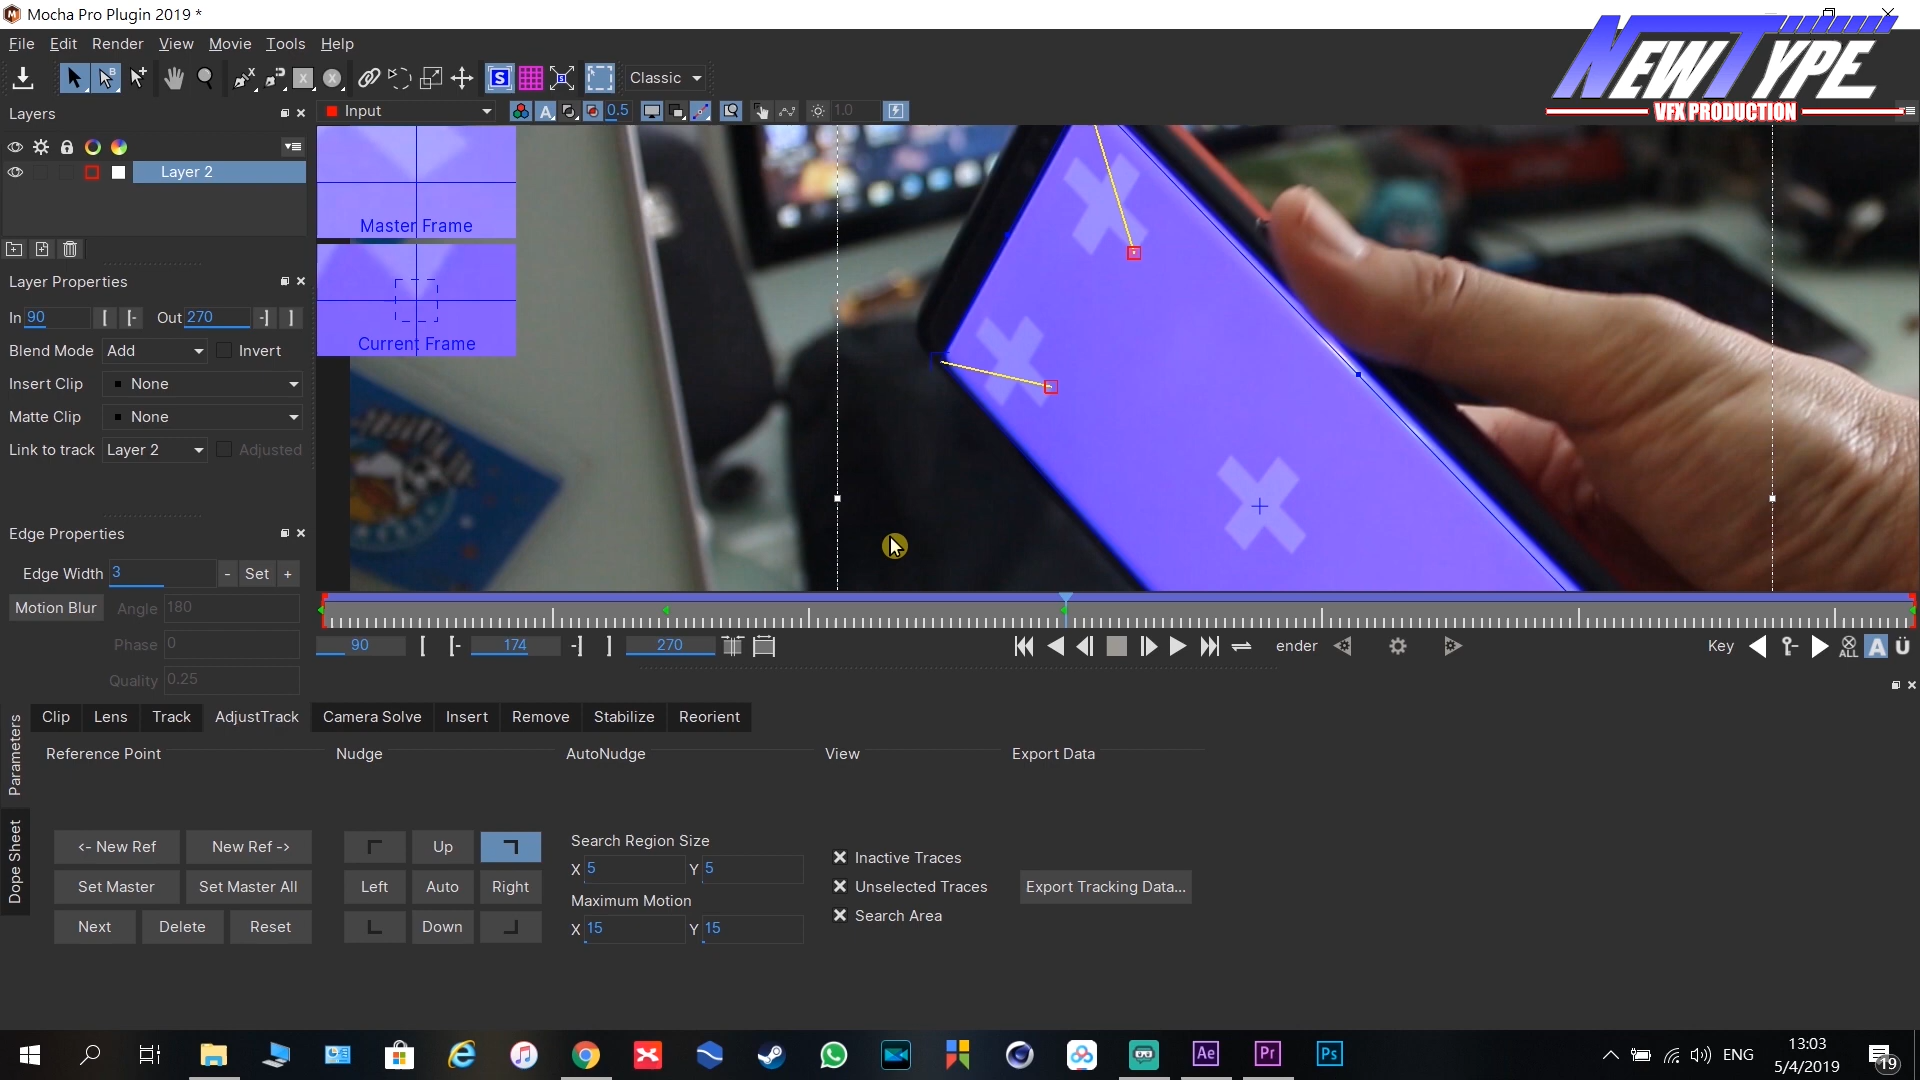 Mocha Pro Plugin 2019 *
NEWTYPE
VFX PRODUCTION
File Edit Render View Movie Tools Help
S Classic
Layers
Input A 0.5 1.0
Layer 2
Master Frame
Current Frame
Layer Properties
In 90 [ [- Out 270 -] ]
Blend Mode Add Invert
Insert Clip None
Matte Clip None
Link to track Layer 2 Adjusted
Edge Properties
Edge Width 3 - Set +
Motion Blur Angle 180
Phase 0
Quality 0.25
90 [ [- 174 -] ] 270 ender Key ALL A Ü
Parameters
Dope Sheet
Clip Lens Track AdjustTrack Camera Solve Insert Remove Stabilize Reorient
Reference Point Nudge AutoNudge View Export Data
<- New Ref New Ref -> Up Search Region Size
X 5 Y 5
Inactive Traces
Set Master Set Master All Left Auto Right Unselected Traces Export Tracking Data...
Maximum Motion
Search Area
Next Delete Reset Down X 15 Y 15
Ae Pr Ps ENG
13:03
5/4/2019
19